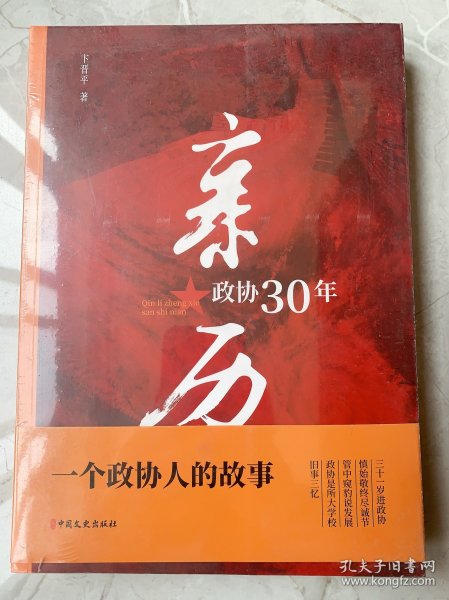 卞晋平 著
亲历
政协30年
Qin li zheng xie
san shi nian
一个政协人的故事
三十一岁进政协
慎始敬终尽诚节
管中窥豹说发展
政协是所大学校
旧事三忆
中国文史出版社
孔夫子旧书网
www.kongfz.com